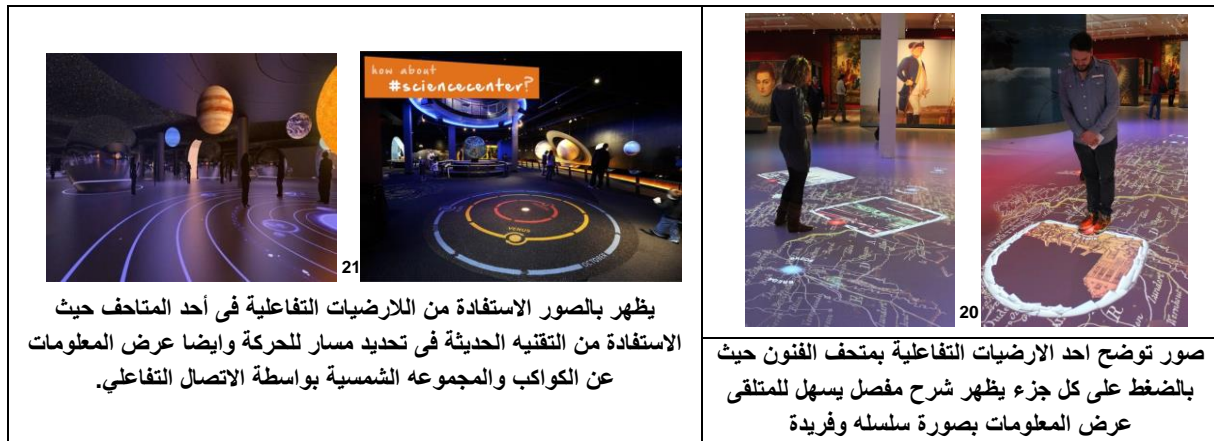 how about
#sciencecenter?
OCTOBER
21
20
يظهر بالصور الاستفادة من اللارضيات التفاعلية فى أحد المتاحف حيث
الاستفادة من التقنيه الحديثة فى تحديد مسار للحركة وايضا عرض المعلومات
عن الكواكب والمجموعه الشمسية بواسطة الاتصال التفاعلي.
صور توضح احد الارضيات التفاعلية بمتحف الفنون حيث
بالضغط على كل جزء يظهر شرح مفصل يسهل للمتلقى
عرض المعلومات بصورة سلسله وفريدة